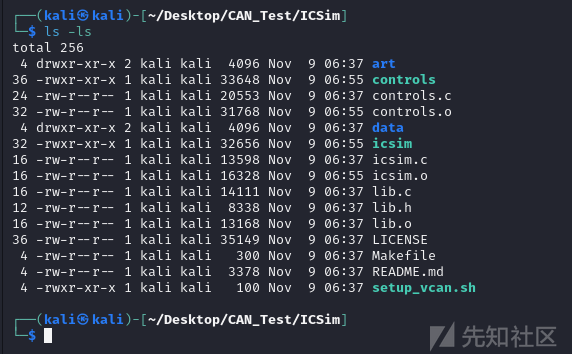 ┌──(kali㉿kali)-[~/Desktop/CAN_Test/ICSim]
└─$ ls -ls
total 256
 4 drwxr-xr-x 2 kali kali  4096 Nov  9 06:37 art
36 -rwxr-xr-x 1 kali kali 33648 Nov  9 06:55 controls
24 -rw-r--r-- 1 kali kali 20553 Nov  9 06:37 controls.c
32 -rw-r--r-- 1 kali kali 31768 Nov  9 06:55 controls.o
 4 drwxr-xr-x 2 kali kali  4096 Nov  9 06:37 data
32 -rwxr-xr-x 1 kali kali 32656 Nov  9 06:55 icsim
16 -rw-r--r-- 1 kali kali 13598 Nov  9 06:37 icsim.c
16 -rw-r--r-- 1 kali kali 16328 Nov  9 06:55 icsim.o
16 -rw-r--r-- 1 kali kali 14111 Nov  9 06:37 lib.c
12 -rw-r--r-- 1 kali kali  8338 Nov  9 06:37 lib.h
16 -rw-r--r-- 1 kali kali 13168 Nov  9 06:37 lib.o
36 -rw-r--r-- 1 kali kali 35149 Nov  9 06:37 LICENSE
 4 -rw-r--r-- 1 kali kali   300 Nov  9 06:37 Makefile
 4 -rw-r--r-- 1 kali kali  3378 Nov  9 06:37 README.md
 4 -rwxr-xr-x 1 kali kali   100 Nov  9 06:37 setup_vcan.sh
┌──(kali㉿kali)-[~/Desktop/CAN_Test/ICSim]
└─$
先知社区